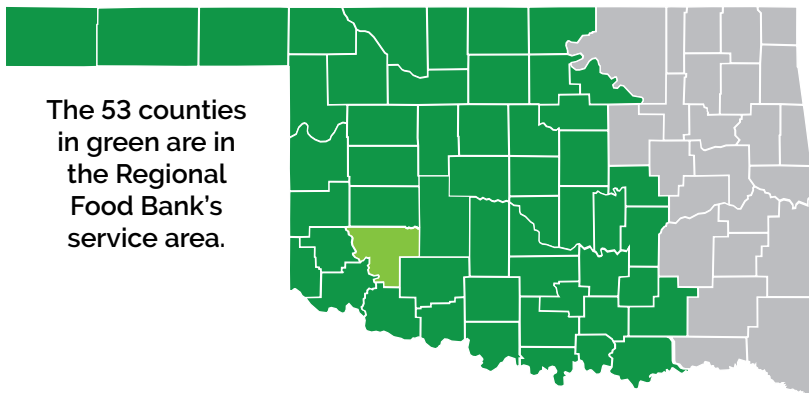 The 53 counties
in green are in
the Regional
Food Bank’s
service area.